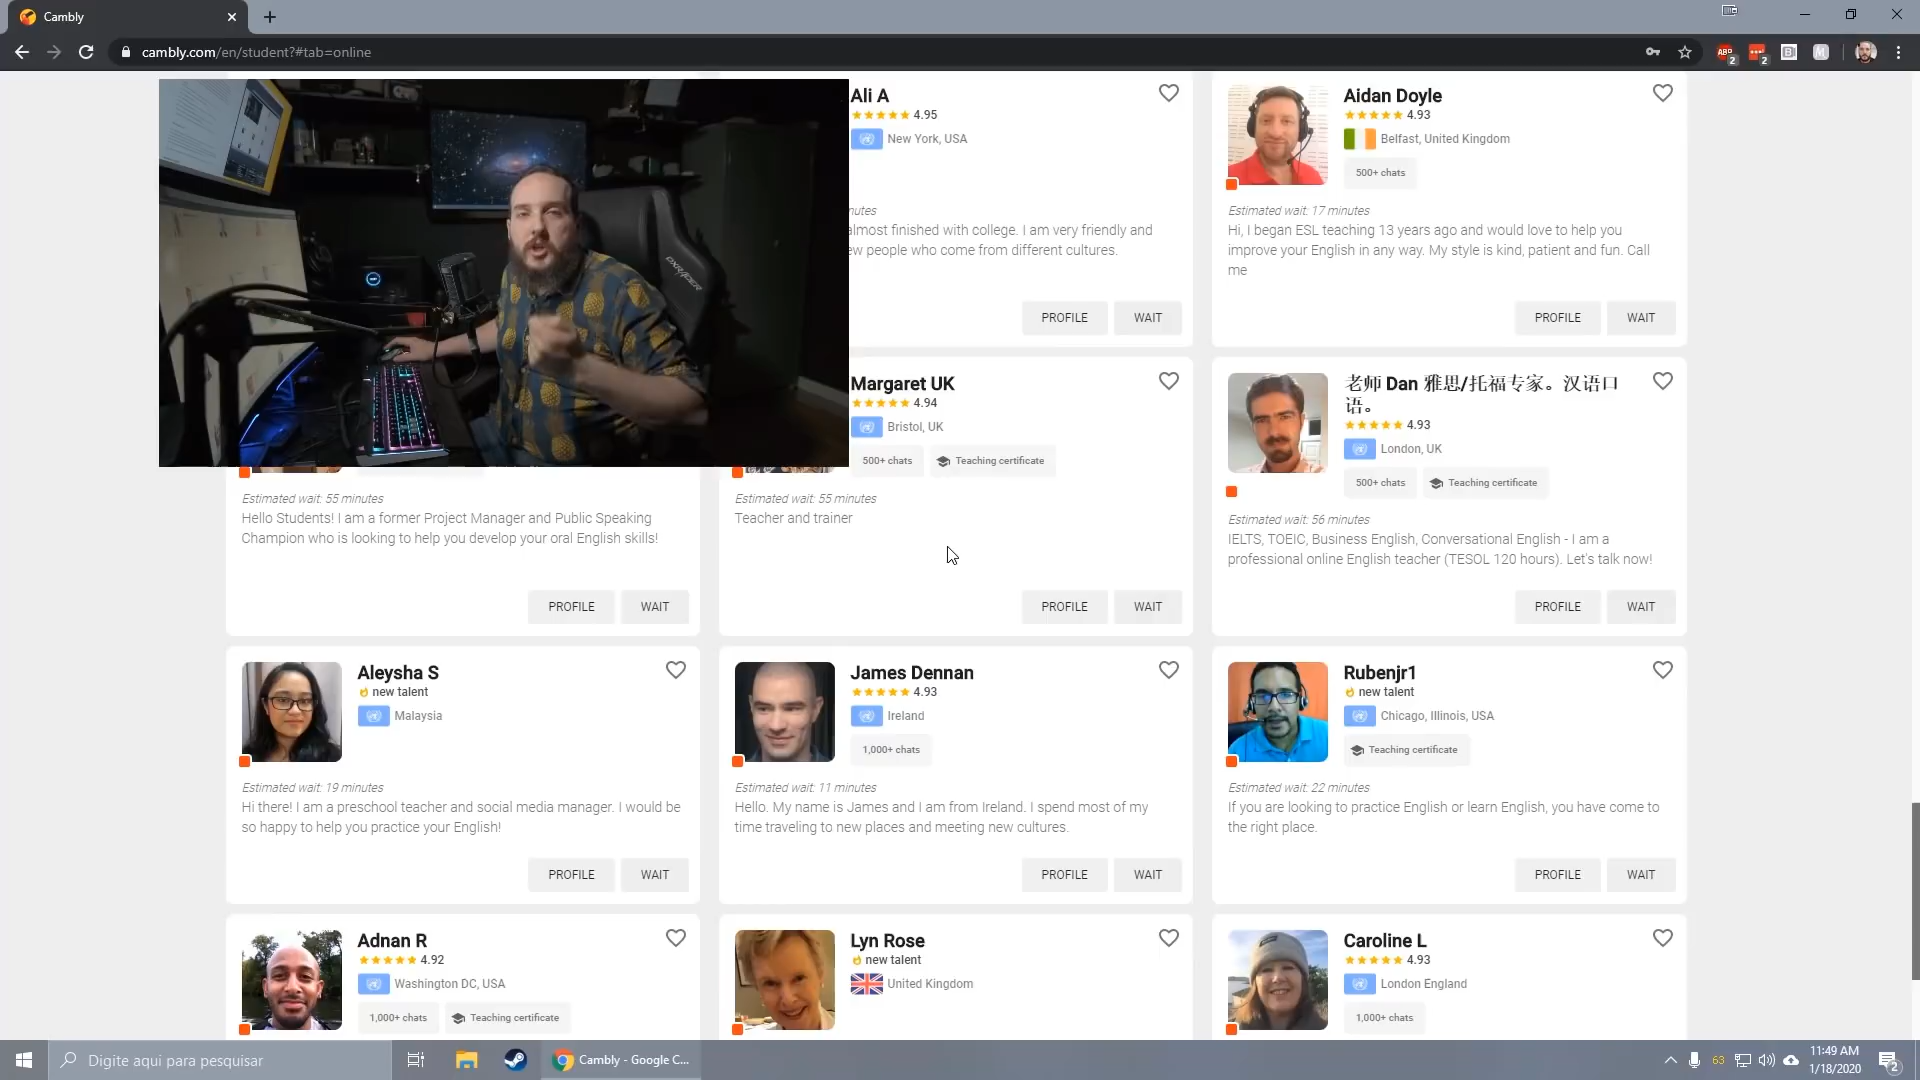 Cambly
cambly.com/en/student?#tab=online
Ali A
4.95
New York, USA
nutes
almost finished with college. I am very friendly and
ew people who come from different cultures.
PROFILE
WAIT
Aidan Doyle
4.93
Belfast, United Kingdom
500+ chats
Estimated wait: 17 minutes
Hi, I began ESL teaching 13 years ago and would love to help you
improve your English in any way. My style is kind, patient and fun. Call
me
PROFILE
WAIT
DXRACER
Estimated wait: 55 minutes
Hello Students! I am a former Project Manager and Public Speaking
Champion who is looking to help you develop your oral English skills!
PROFILE
WAIT
Margaret UK
4.94
Bristol, UK
500+ chats
Teaching certificate
Estimated wait: 55 minutes
Teacher and trainer
PROFILE
WAIT
老师 Dan 雅思/托福专家。汉语口
语。
4.93
London, UK
500+ chats
Teaching certificate
Estimated wait: 56 minutes
IELTS, TOEIC, Business English, Conversational English - I am a
professional online English teacher (TESOL 120 hours). Let's talk now!
PROFILE
WAIT
Aleysha S
new talent
Malaysia
Estimated wait: 19 minutes
Hi there! I am a preschool teacher and social media manager. I would be
so happy to help you practice your English!
PROFILE
WAIT
James Dennan
4.93
Ireland
1,000+ chats
Estimated wait: 11 minutes
Hello. My name is James and I am from Ireland. I spend most of my
time traveling to new places and meeting new cultures.
PROFILE
WAIT
Rubenjr1
new talent
Chicago, Illinois, USA
Teaching certificate
Estimated wait: 22 minutes
If you are looking to practice English or learn English, you have come to
the right place.
PROFILE
WAIT
Adnan R
4.92
Washington DC, USA
1,000+ chats
Teaching certificate
Lyn Rose
new talent
United Kingdom
Caroline L
4.93
London England
1,000+ chats
Digite aqui para pesquisar
Cambly - Google C...
63
11:49 AM
1/18/2020
2